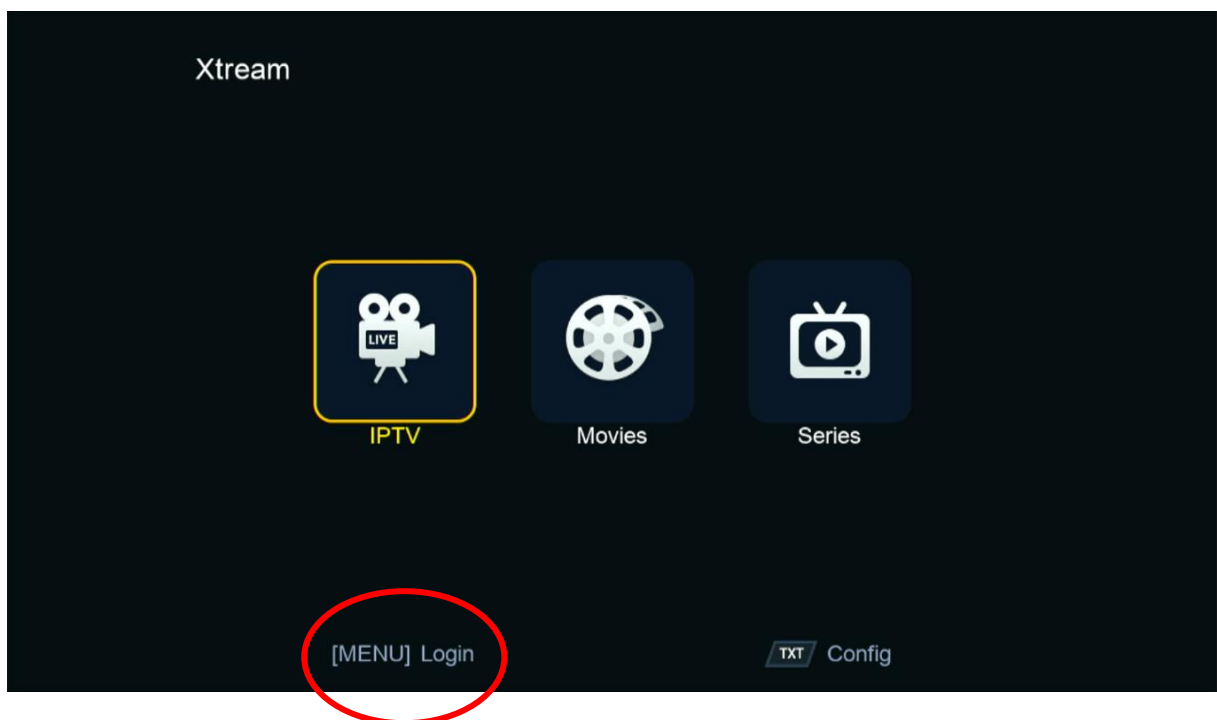 Xtream
LIVE
IPTV
Movies
Series
[MENU] Login
TXT Config